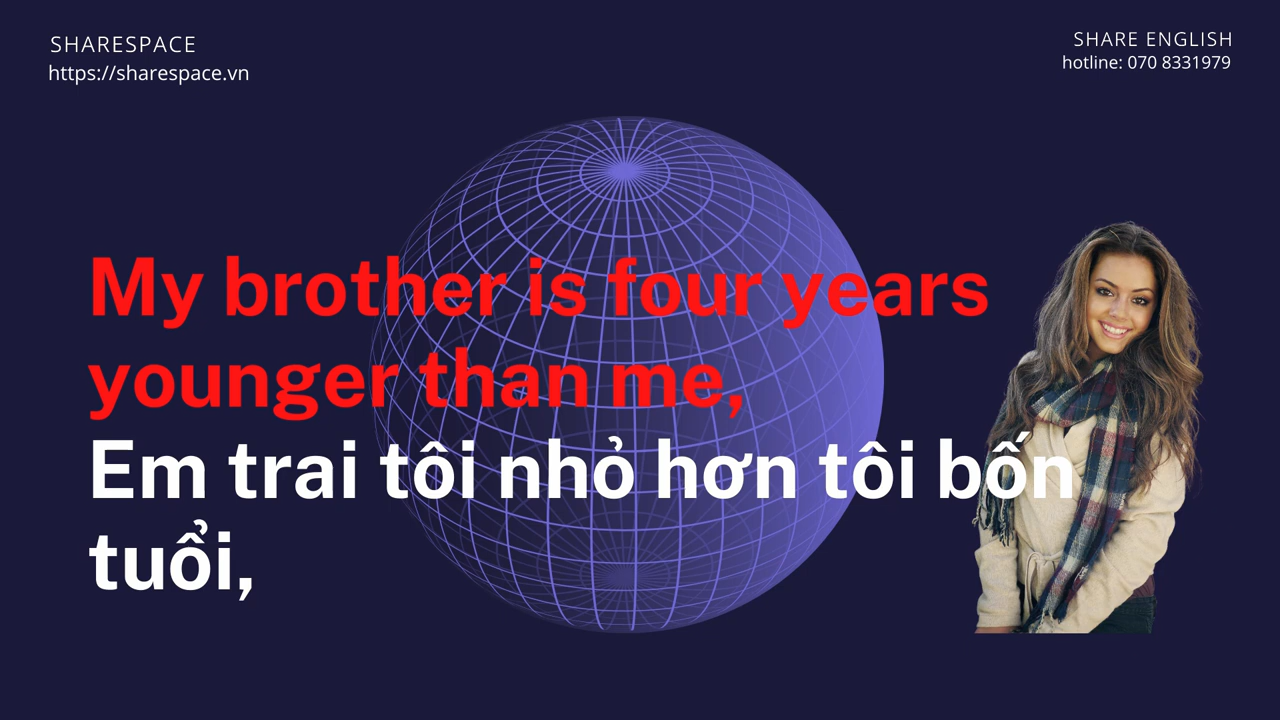 SHARESPACE
https://sharespace.vn
SHARE ENGLISH
hotline: 070 8331979
My brother is four years
younger than me,
Em trai tôi nhỏ hơn tôi bốn
tuổi,